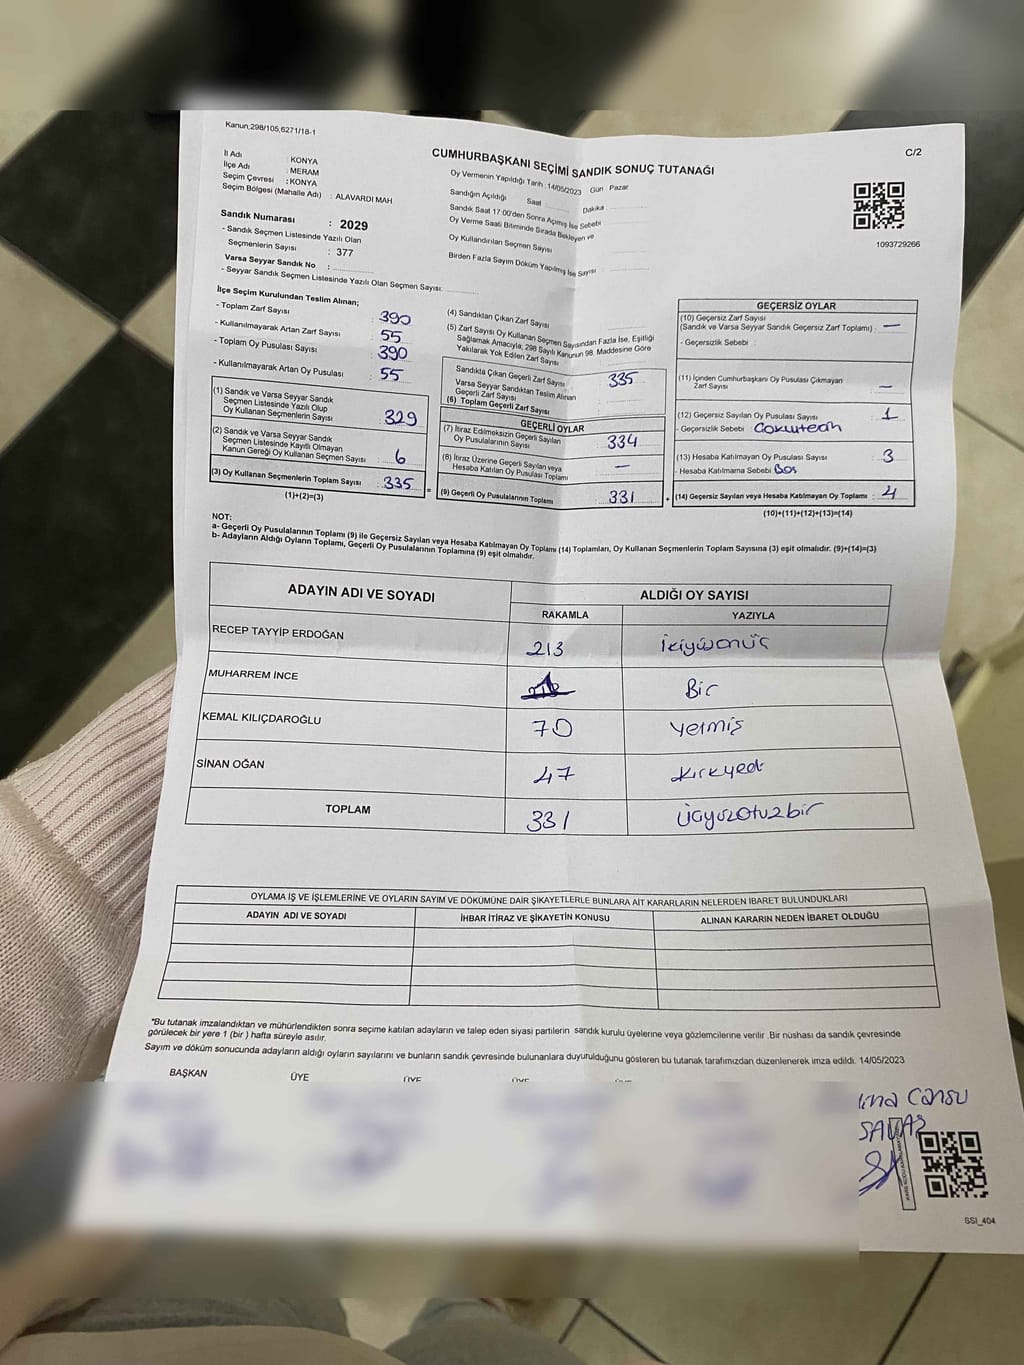 Kanun;298/105,6271/18-1
C/2
CUMHURBAŞKANI SEÇİMİ SANDIK SONUÇ TUTANAĞI
İl Adı : KONYA
İlçe Adı : MERAM
Seçim Çevresi : KONYA
Seçim Bölgesi (Mahalle Adı) : ALAVARDI MAH
Oy Vermenin Yapıldığı Tarih : 14/05/2023 Gün Pazar
Sandığın Açıldığı Saat Dakika
Sandık Saat 17:00'den Sonra Açılmış İse Sebebi
Oy Verme Saati Bitiminde Sırada Bekleyen ve
Oy Kullandırılan Seçmen Sayısı
Birden Fazla Sayım Döküm Yapılmış İse Sayısı
1093729266
Sandık Numarası : 2029
- Sandık Seçmen Listesinde Yazılı Olan
Seçmenlerin Sayısı : 377
Varsa Seyyar Sandık No :
- Seyyar Sandık Seçmen Listesinde Yazılı Olan Seçmen Sayısı:
İlçe Seçim Kurulundan Teslim Alınan;
- Toplam Zarf Sayısı : 390
- Kullanılmayarak Artan Zarf Sayısı : 55
- Toplam Oy Pusulası Sayısı : 390
- Kullanılmayarak Artan Oy Pusulası : 55
(1) Sandık ve Varsa Seyyar Sandık
Seçmen Listesinde Yazılı Olup
Oy Kullanan Seçmenlerin Sayısı : 329
(2) Sandık ve Varsa Seyyar Sandık
Seçmen Listesinde Kayıtlı Olmayan
Kanun Gereği Oy Kullanan Seçmen Sayısı : 6
(3) Oy Kullanan Seçmenlerin Toplam Sayısı : 335
(1)+(2)=(3)
(4) Sandıktan Çıkan Zarf Sayısı
(5) Zarf Sayısı Oy Kullanan Seçmen Sayısından Fazla İse, Eşitliği
Sağlamak Amacıyla; 298 Sayılı Kanunun 98. Maddesine Göre
Yakılarak Yok Edilen Zarf Sayısı
Sandıkta Çıkan Geçerli Zarf Sayısı 335
Varsa Seyyar Sandıktan Teslim Alınan
Geçerli Zarf Sayısı
(6) Toplam Geçerli Zarf Sayısı
GEÇERLİ OYLAR
(7) İtiraz Edilmeksizin Geçerli Sayılan
Oy Pusulalarının Sayısı 334
(8) İtiraz Üzerine Geçerli Sayılan veya
Hesaba Katılan Oy Pusulası Toplamı —
= (9) Geçerli Oy Pusulalarının Toplamı 331
GEÇERSİZ OYLAR
(10) Geçersiz Zarf Sayısı
(Sandık ve Varsa Seyyar Sandık Geçersiz Zarf Toplamı) : —
- Geçersizlik Sebebi :
(11) İçinden Cumhurbaşkanı Oy Pusulası Çıkmayan
Zarf Sayısı —
(12) Geçersiz Sayılan Oy Pusulası Sayısı : 1
- Geçersizlik Sebebi
(13) Hesaba Katılmayan Oy Pusulası Sayısı : 3
- Hesaba Katılmama Sebebi Boş
+ (14) Geçersiz Sayılan veya Hesaba Katılmayan Oy Toplamı : 4
(10)+(11)+(12)+(13)=(14)
NOT:
a- Geçerli Oy Pusulalarının Toplamı (9) ile Geçersiz Sayılan veya Hesaba Katılmayan Oy Toplamı (14) Toplamları, Oy Kullanan Seçmenlerin Toplam Sayısına (3) eşit olmalıdır. (9)+(14)=(3)
b- Adayların Aldığı Oyların Toplamı, Geçerli Oy Pusulalarının Toplamına (9) eşit olmalıdır.
ADAYIN ADI VE SOYADI ALDIĞI OY SAYISI
RAKAMLA YAZIYLA
RECEP TAYYİP ERDOĞAN 213 İkiyüzonüç
MUHARREM İNCE Bir
KEMAL KILIÇDAROĞLU 70 Yetmiş
SİNAN OĞAN 47 Kırkyedi
TOPLAM 331 Üçyüzotuzbir
OYLAMA İŞ VE İŞLEMLERİNE VE OYLARIN SAYIM VE DÖKÜMÜNE DAİR ŞİKAYETLERLE BUNLARA AİT KARARLARIN NELERDEN İBARET BULUNDUKLARI
ADAYIN ADI VE SOYADI İHBAR İTİRAZ VE ŞİKAYETİN KONUSU ALINAN KARARIN NEDEN İBARET OLDUĞU
"Bu tutanak imzalandıktan ve mühürlendikten sonra seçime katılan adayların ve talep eden siyasi partilerin sandık kurulu üyelerine veya gözlemcilerine verilir .Bir nüshası da sandık çevresinde
görülecek bir yere 1 (bir ) hafta süreyle asılır.
Sayım ve döküm sonucunda adayların aldığı oyların sayılarını ve bunların sandık çevresinde bulunanlara duyurulduğunu gösteren bu tutanak tarafımızdan düzenlenerek imza edildi. 14/05/2023
BAŞKAN ÜYE ÜYE ÜYE
Cansu
SAVAŞ
SSI_404